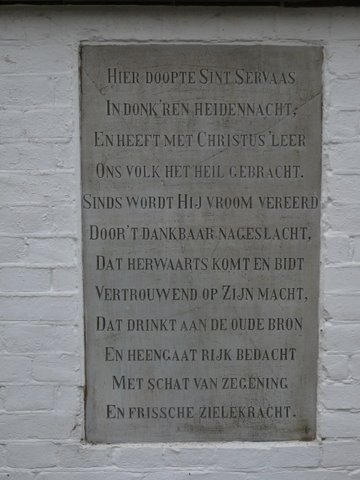 Hier doopte Sint Servaas
In donk'ren heidennacht,
En heeft met Christus' leer
Ons volk het heil gebracht.
Sinds wordt Hij vroom vereerd
Door't dankbaar nageslacht,
Dat herwaarts komt en bidt
Vertrouwend op Zijn macht,
Dat drinkt aan de oude bron
En heengaat rijk bedacht
Met schat van zegening
En frissche zielekracht.